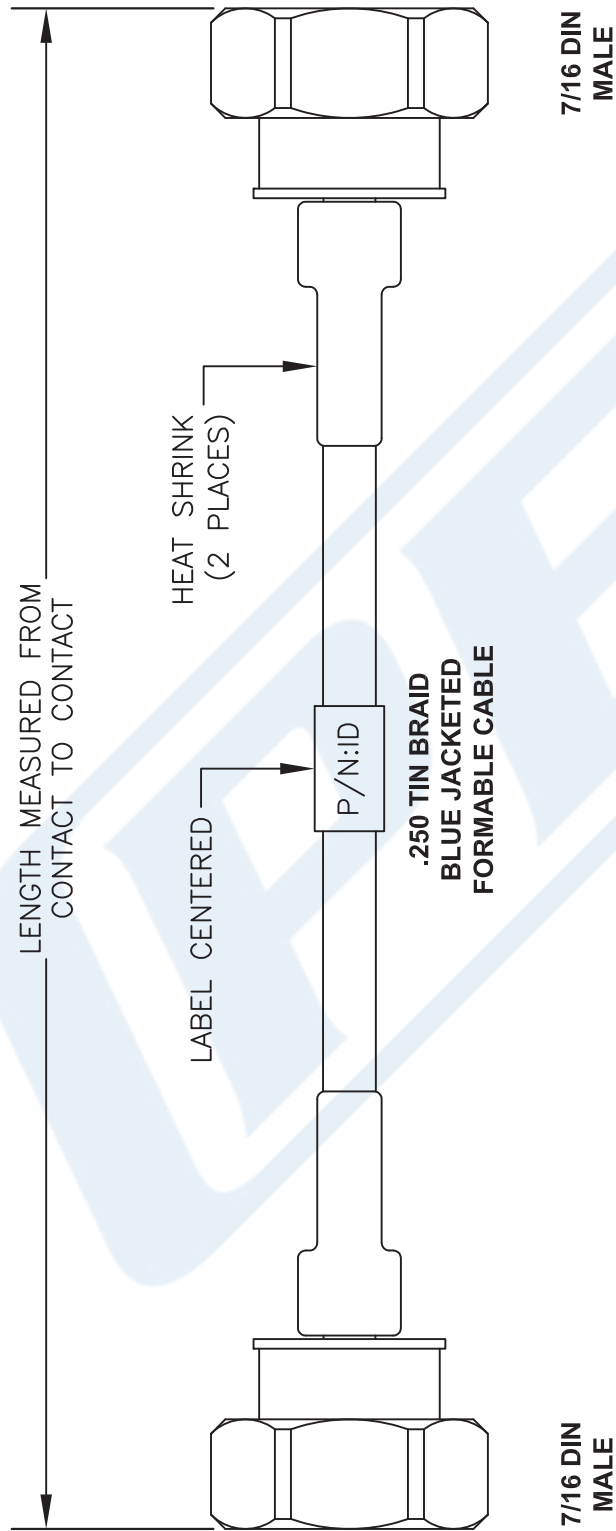 LENGTH MEASURED FROM
CONTACT TO CONTACT
HEAT SHRINK
(2 PLACES)
LABEL CENTERED
P/N:ID
.250 TIN BRAID
BLUE JACKETED
FORMABLE CABLE
7/16 DIN
MALE
7/16 DIN
MALE